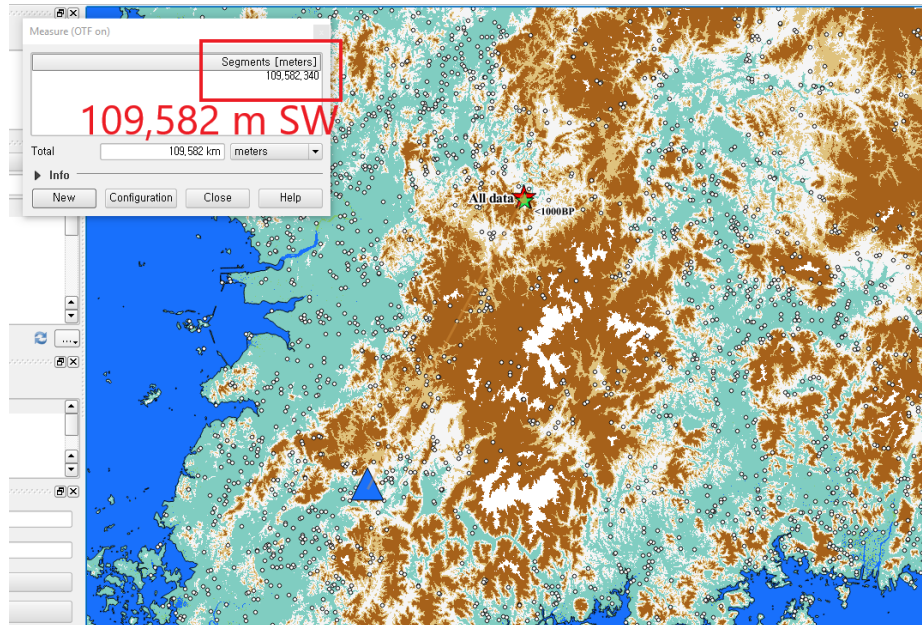 Measure (OTF on)
Segments [meters]
109,582,340
109,582 m SW
Total 109,582 km meters
Info
New Configuration Close Help
...
All data
<1000BP